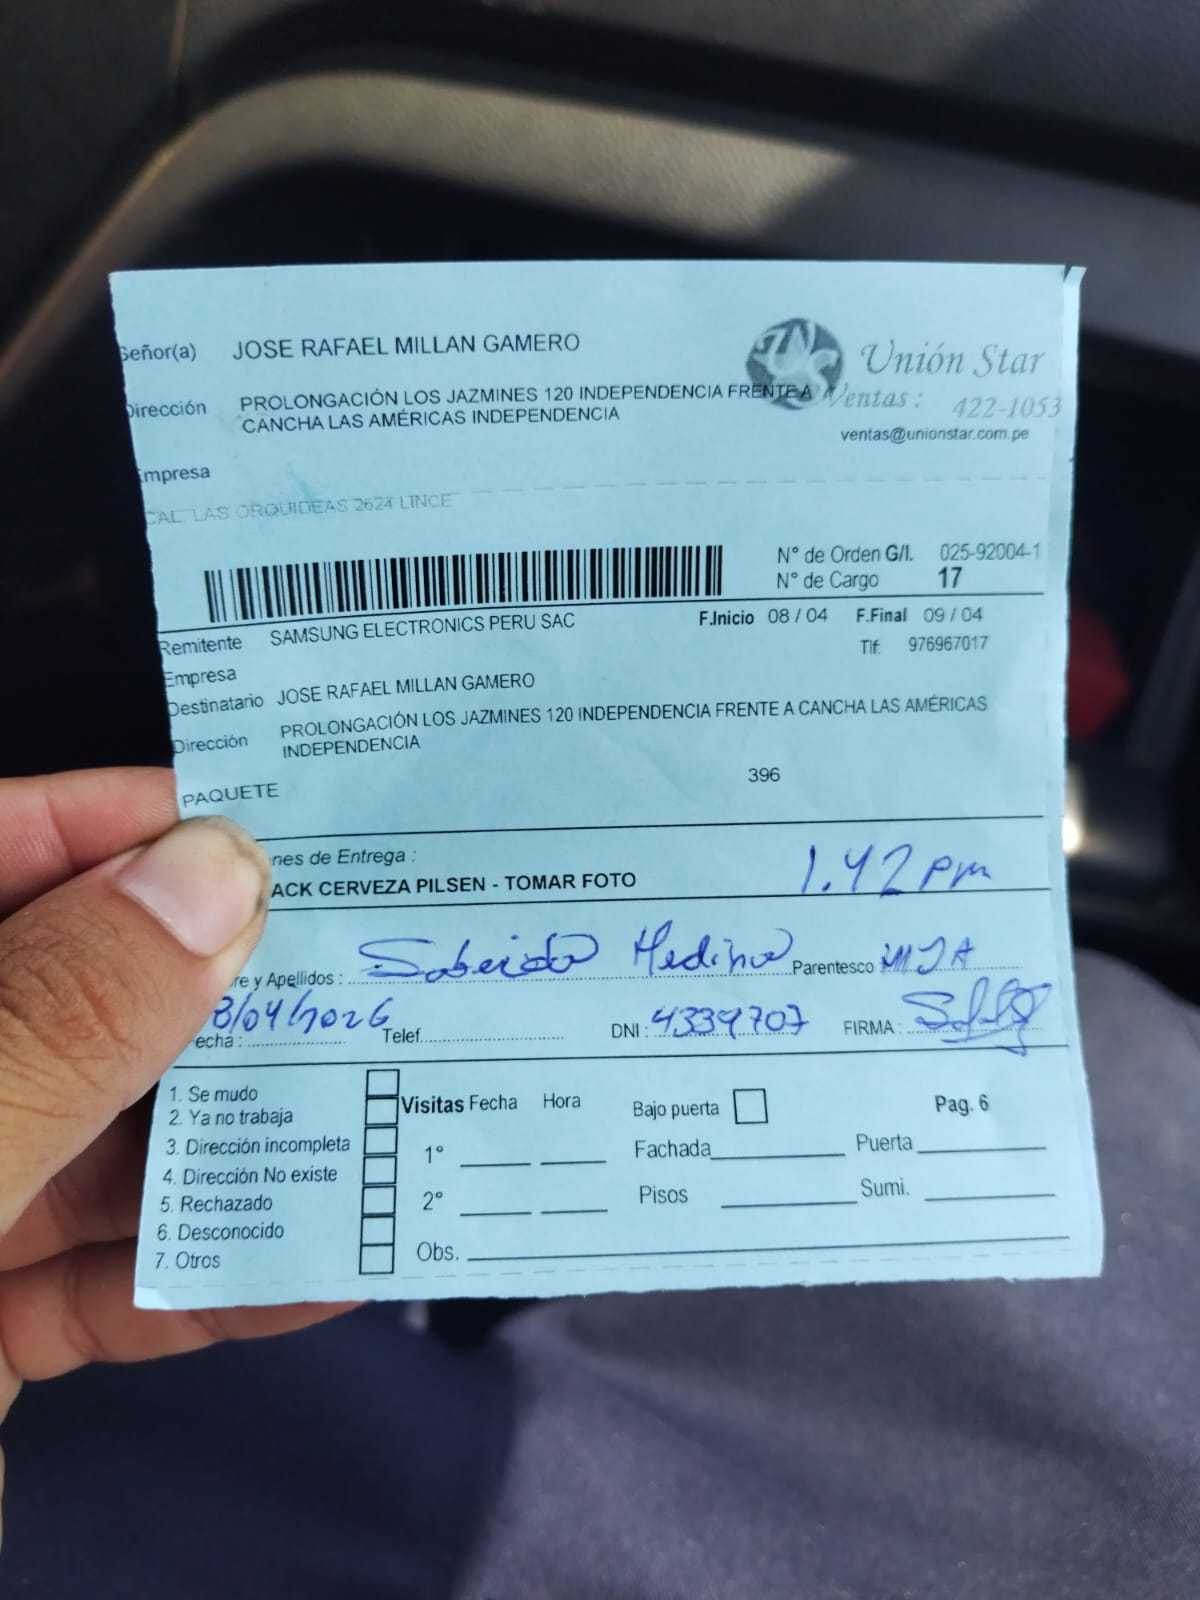 Señor(a) JOSE RAFAEL MILLAN GAMERO
Unión Star
Dirección PROLONGACIÓN LOS JAZMINES 120 INDEPENDENCIA FRENTE A
CANCHA LAS AMÉRICAS INDEPENDENCIA
Ventas: 422-1053
ventas@unionstar.com.pe
Empresa
CAL. LAS ORQUIDEAS 2624 LINCE
N° de Orden G/I. 025-92004-1
N° de Cargo 17
Remitente SAMSUNG ELECTRONICS PERU SAC F.Inicio 08 / 04 F.Final 09 / 04
Empresa Tlf: 976967017
Destinatario JOSE RAFAEL MILLAN GAMERO
Dirección PROLONGACIÓN LOS JAZMINES 120 INDEPENDENCIA FRENTE A CANCHA LAS AMÉRICAS
INDEPENDENCIA
PAQUETE 396
nes de Entrega :
ACK CERVEZA PILSEN - TOMAR FOTO 1.42 pm
re y Apellidos : Medina Parentesco
8/04/2026
echa : Telef. DNI : 4339707 FIRMA :
1. Se mudo
2. Ya no trabaja
3. Dirección incompleta
4. Dirección No existe
5. Rechazado
6. Desconocido
7. Otros
Visitas Fecha Hora
1°
2°
Obs.
Bajo puerta Pag. 6
Fachada Puerta
Pisos Sumi.